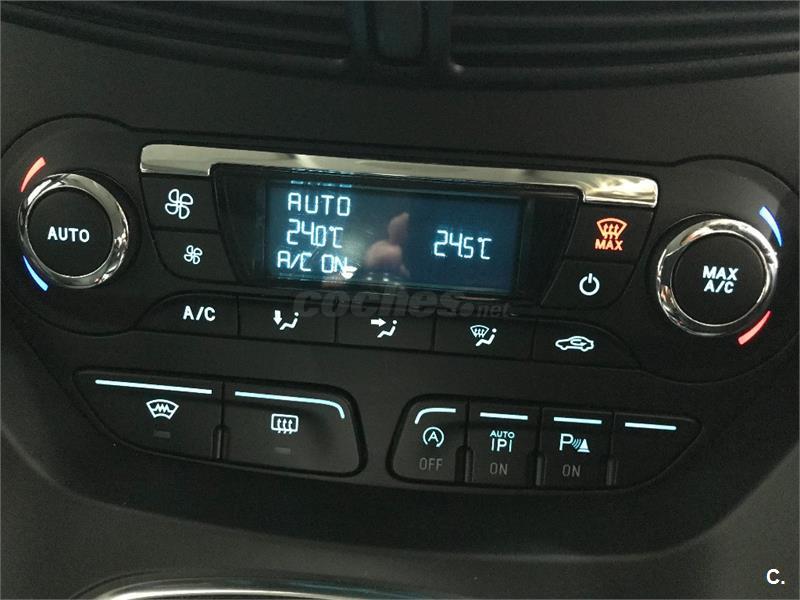 AUTO
24.0°C
24.5°C
A/C ON
AUTO
MAX
MAX
A/C
A/C
coches.net
OFF
AUTO
P
ON
P
ON
C.